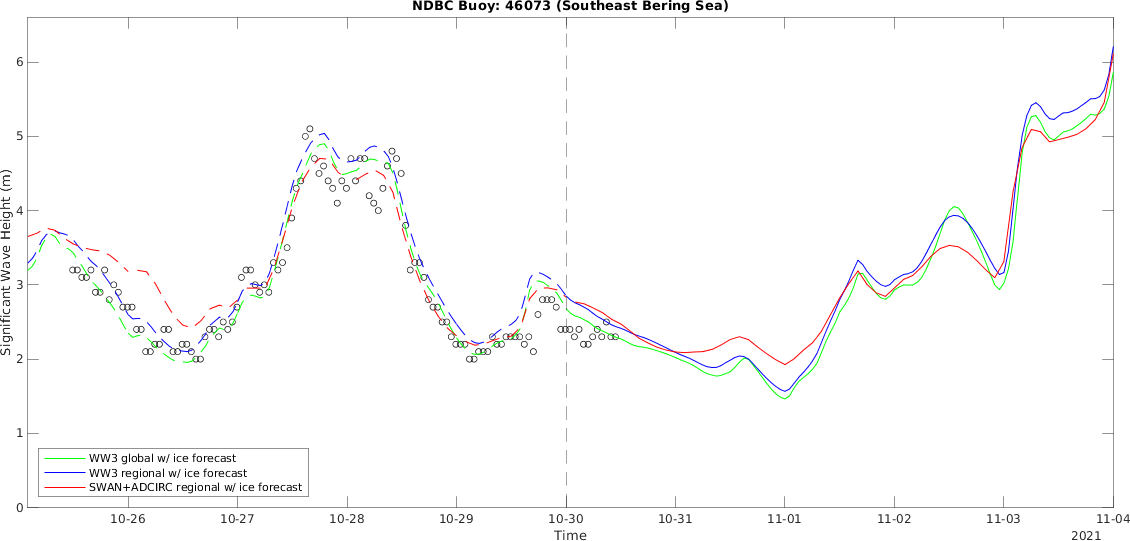 NDBC Buoy: 46073 (Southeast Bering Sea)
Significant Wave Height (m)
6
5
4
3
2
1
0
WW3 global w/ ice forecast
WW3 regional w/ ice forecast
SWAN+ADCIRC regional w/ ice forecast
10-26 10-27 10-28 10-29 10-30 10-31 11-01 11-02 11-03 11-04
Time
2021